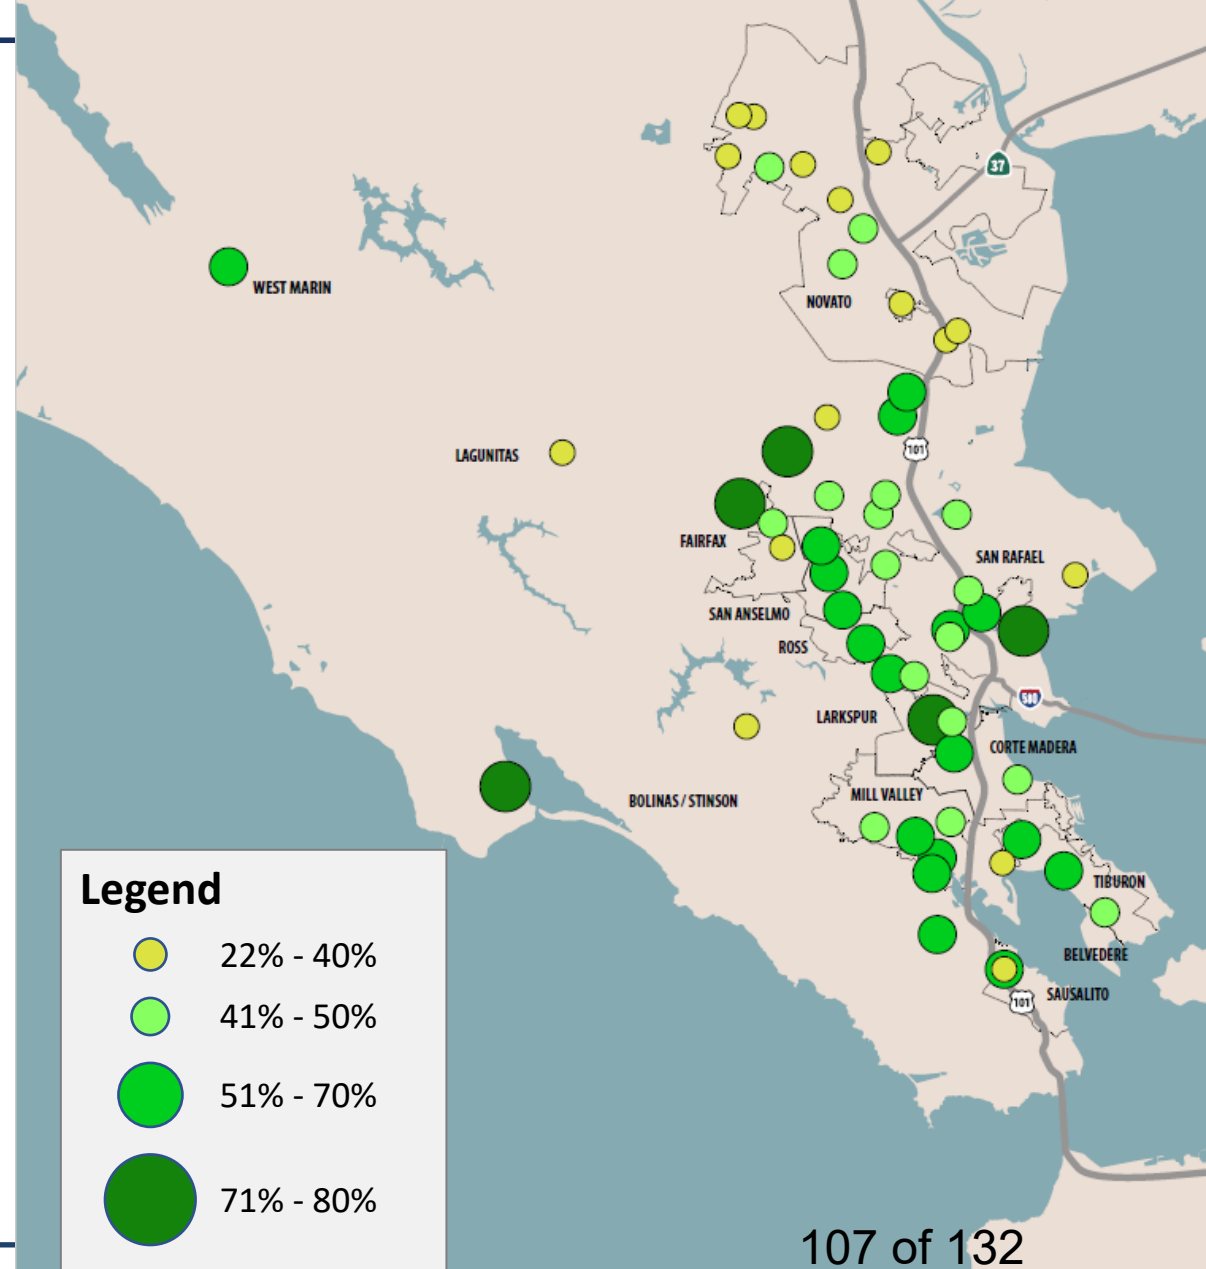 37
WEST MARIN
NOVATO
101
LAGUNITAS
FAIRFAX
SAN RAFAEL
SAN ANSELMO
ROSS
580
LARKSPUR
CORTE MADERA
MILL VALLEY
BOLINAS / STINSON
TIBURON
BELVEDERE
SAUSALITO
101
Legend
22% - 40%
41% - 50%
51% - 70%
71% - 80%
107 of 132